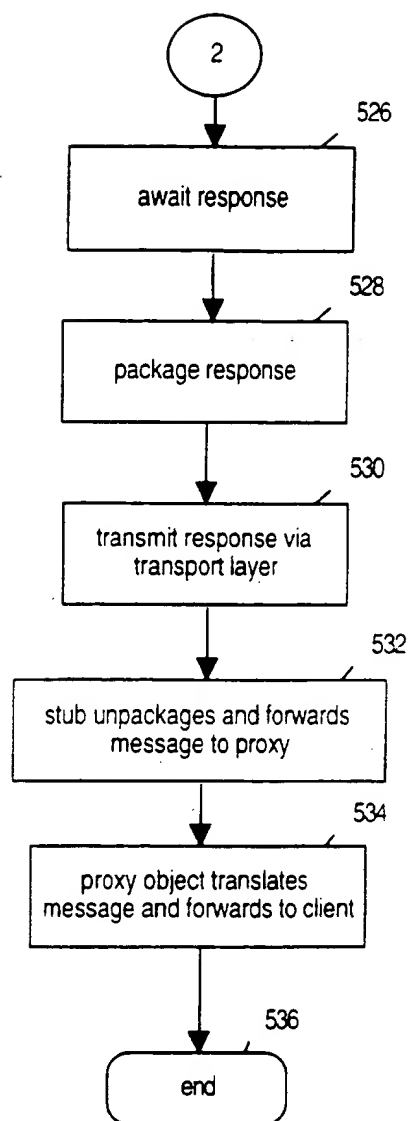 2
526
await response
528
package response
530
transmit response via
transport layer
532
stub unpackages and forwards
message to proxy
534
proxy object translates
message and forwards to client
536
end